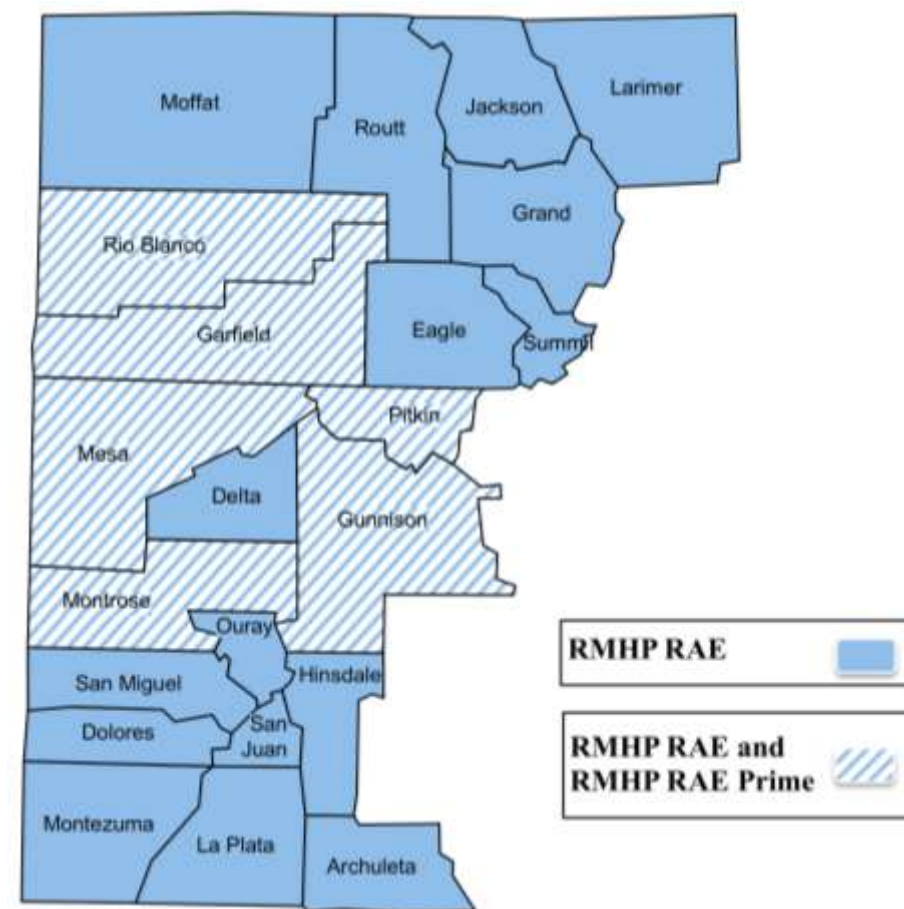 Moffat
Routt
Jackson
Larimer
Grand
Rio Blanco
Garfield
Eagle
Summit
Pitkin
Mesa
Delta
Gunnison
Montrose
Ouray
San Miguel
Hinsdale
San
Juan
Dolores
Montezuma
La Plata
Archuleta
RMHP RAE
RMHP RAE and
RMHP RAE Prime